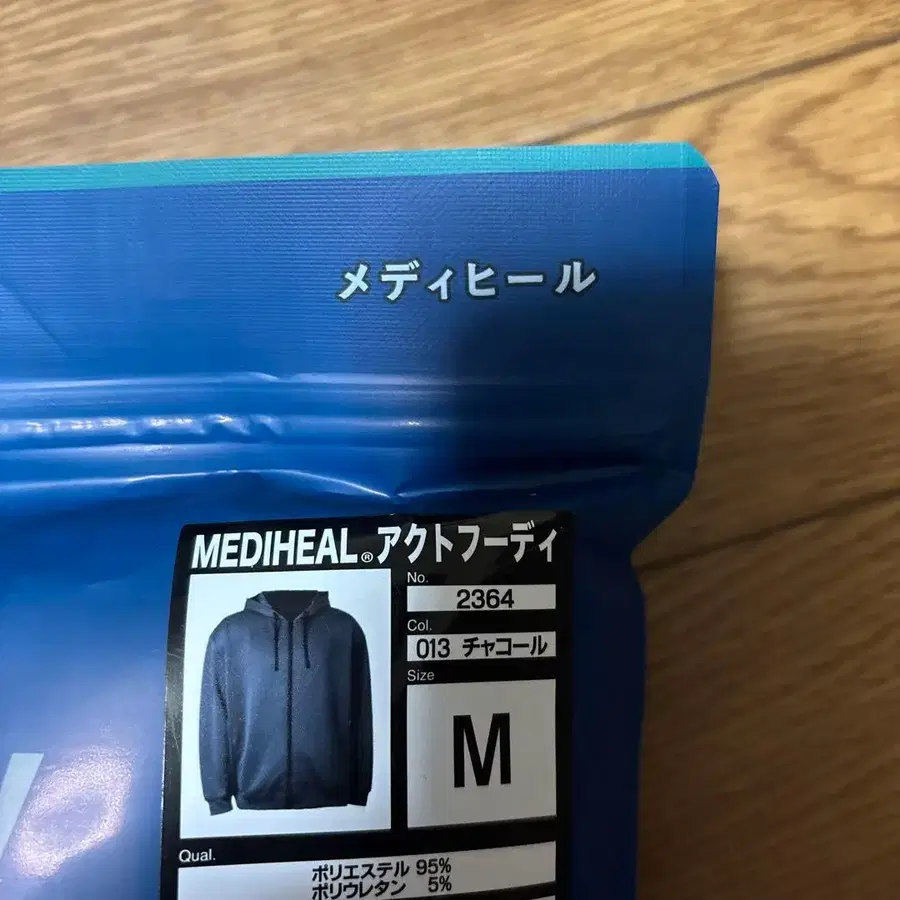 メディヒール
MEDIHEAL® アクトフーディ
No.
2364
Col.
013 チャコール
Size
M
Qual.
ポリエステル 95%
ポリウレタン 5%